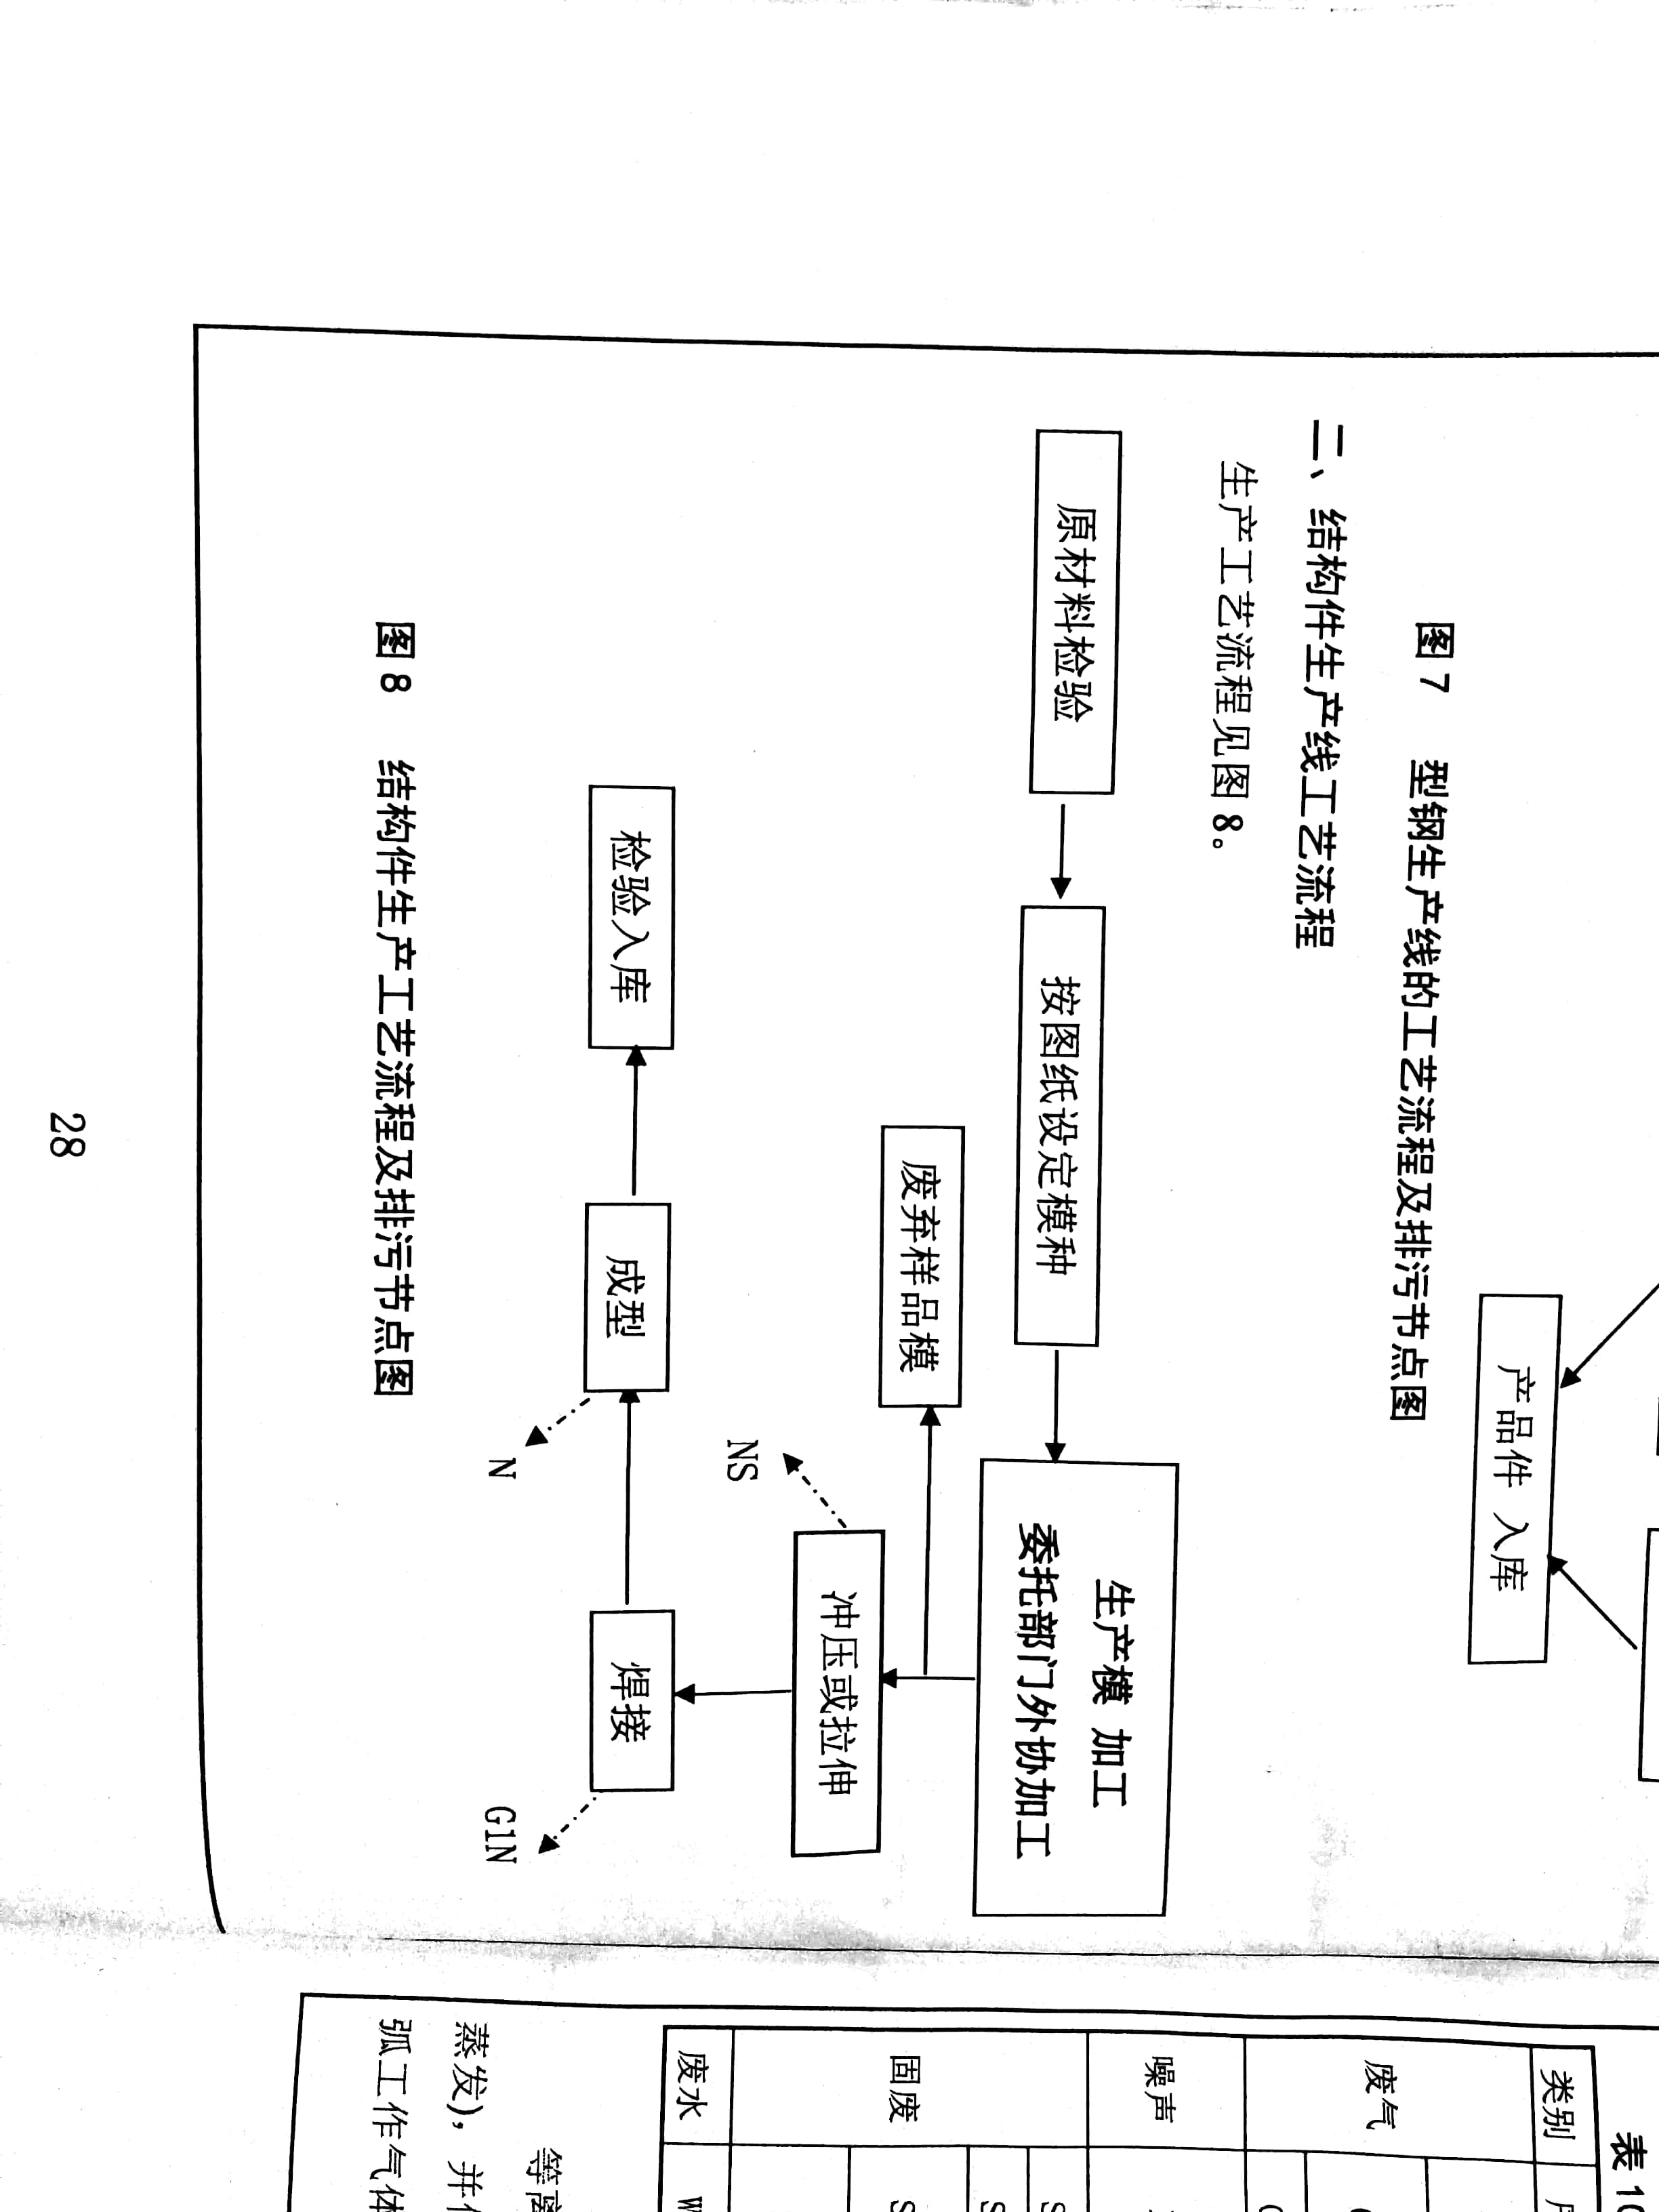 产品件 入库
图 7 型钢生产线的工艺流程及排污节点图
二、结构件生产线工艺流程
生产工艺流程见图 8。
原材料检验
按图纸设定模种
生产模 加工
委托部门外协加工
废弃样品模
冲压或拉伸
NS
检验入库
成型
焊接
N
G1N
图 8 结构件生产工艺流程及排污节点图
28
表 10
类别
废气
噪声
固废
废水
等离
蒸发），并
弧工作气体